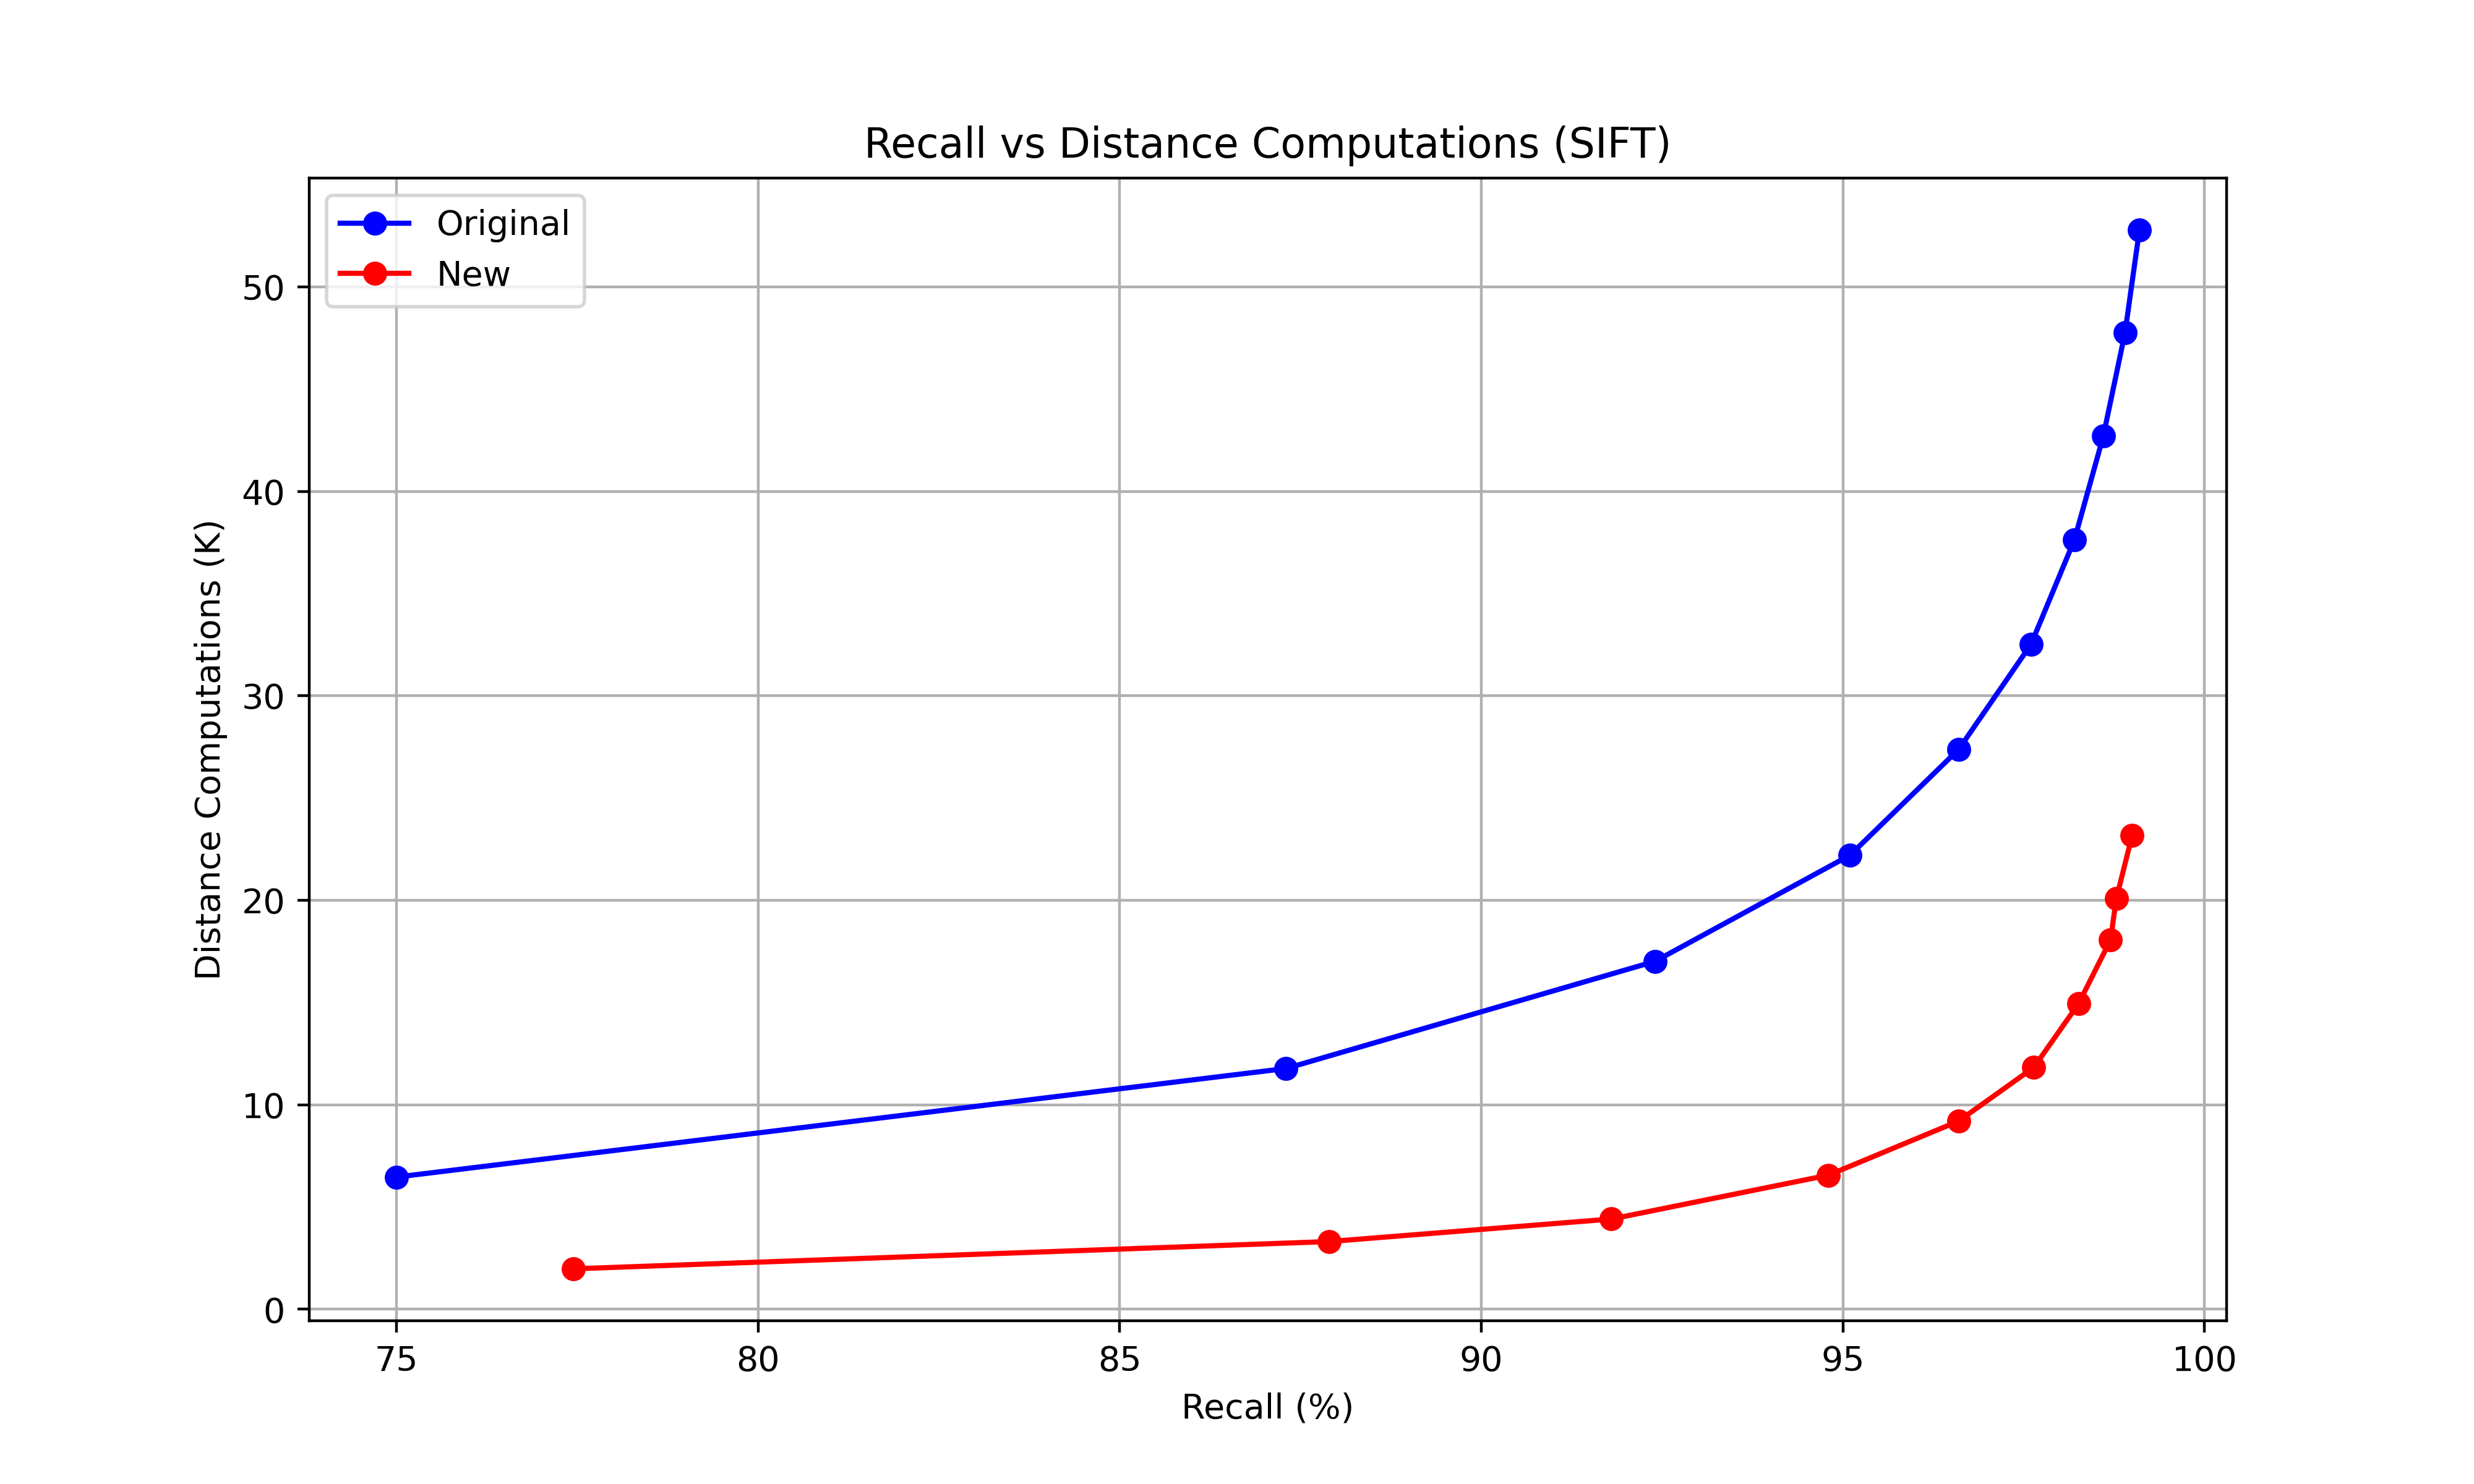 Recall vs Distance Computations (SIFT)
Original
New
Distance Computations (K)
50
40
30
20
10
0
75 80 85 90 95 100
Recall (%)